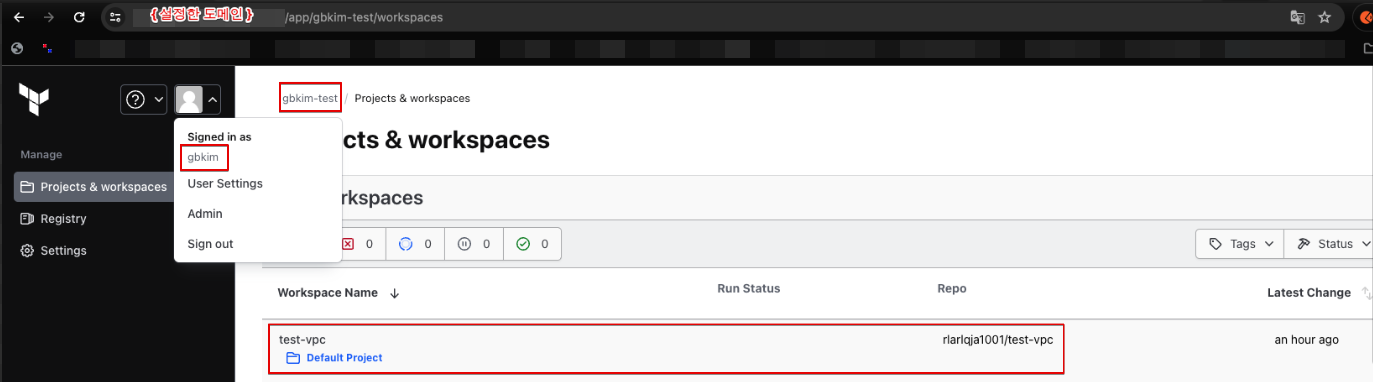 {설정한 도메인} /app/gbkim-test/workspaces
gbkim-test / Projects & workspaces
Signed in as
gbkim
User Settings
Admin
Sign out
cts & workspaces
Manage
Projects & workspaces
Registry
Settings
rkspaces
0 0 0 0 Tags Status
Workspace Name Run Status Repo Latest Change
test-vpc rlarlqja1001/test-vpc an hour ago
Default Project